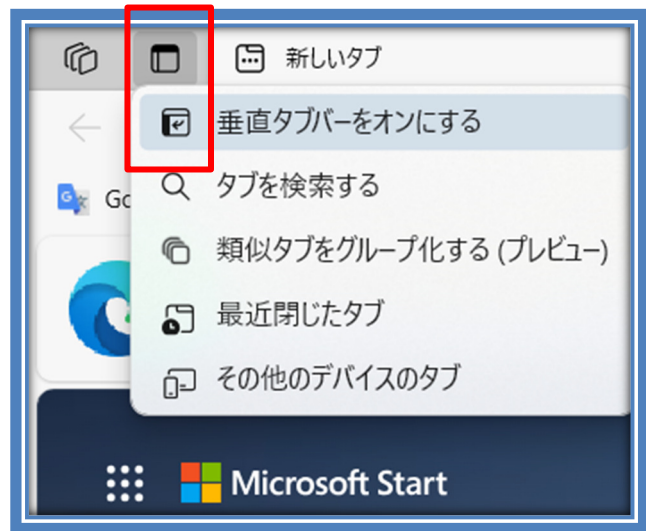 新しいタブ
垂直タブバーをオンにする
Go
タブを検索する
類似タブをグループ化する (プレビュー)
最近閉じたタブ
その他のデバイスのタブ
Microsoft Start